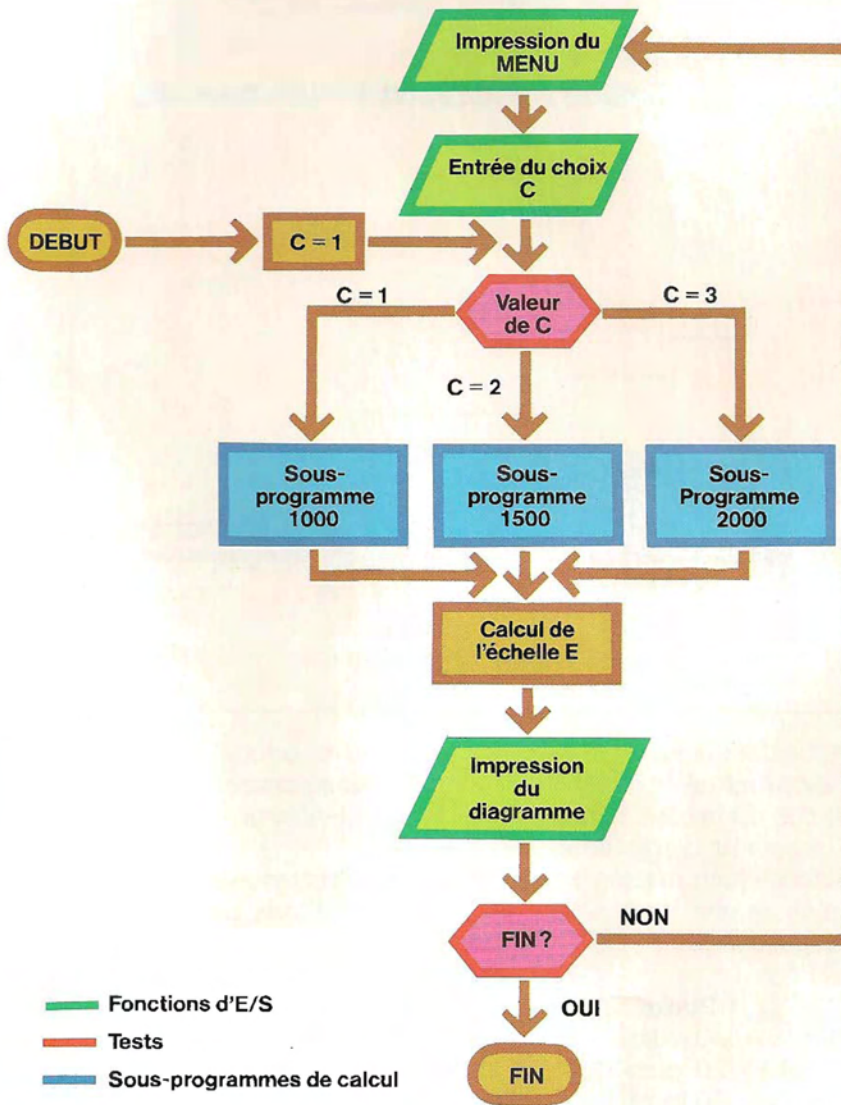 Impression du
MENU
Entrée du choix
C
DEBUT
C = 1
C = 1
Valeur
de C
C = 3
C = 2
Sous-
programme
1000
Sous-
programme
1500
Sous-
Programme
2000
Calcul de
l'échelle E
Impression
du
diagramme
FIN ?
NON
OUI
FIN
Fonctions d'E/S
Tests
Sous-programmes de calcul